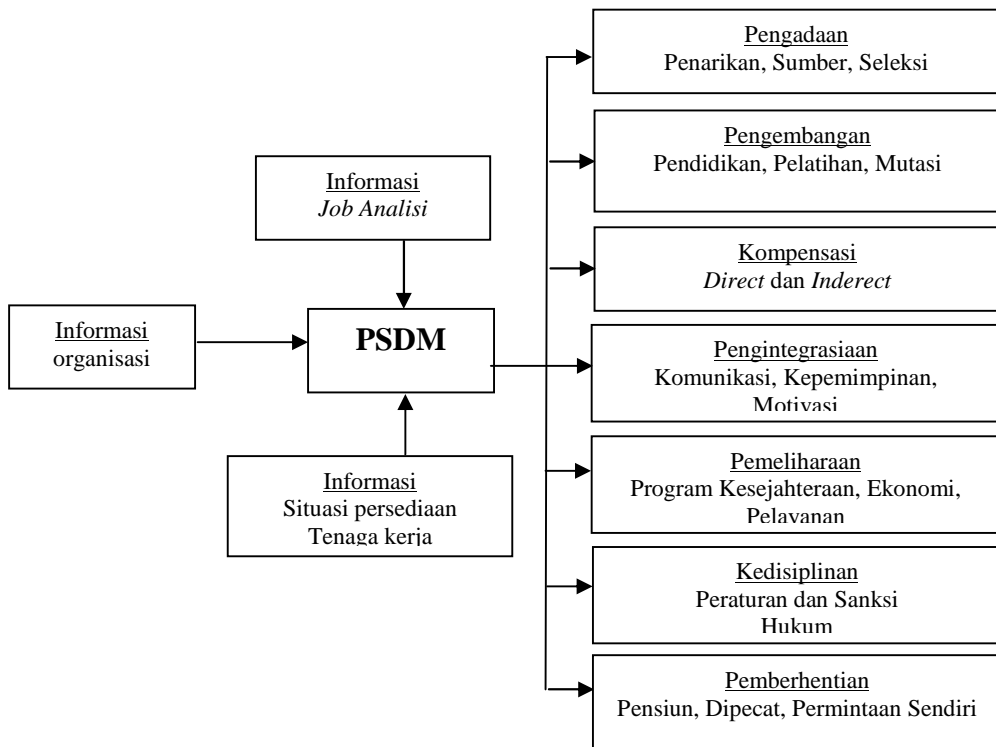 Pengadaan
Penarikan, Sumber, Seleksi
Pengembangan
Pendidikan, Pelatihan, Mutasi
Informasi
Job Analisi
Kompensasi
Direct dan Inderect
Informasi
organisasi
PSDM
Pengintegrasiaan
Komunikasi, Kepemimpinan,
Motivasi
Informasi
Situasi persediaan
Tenaga kerja
Pemeliharaan
Program Kesejahteraan, Ekonomi,
Pelayanan
Kedisiplinan
Peraturan dan Sanksi
Hukum
Pemberhentian
Pensiun, Dipecat, Permintaan Sendiri